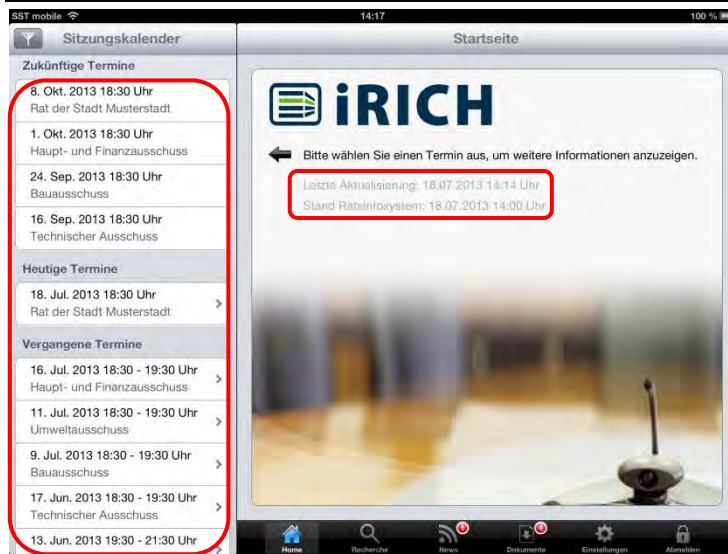 SST mobile
14:17
100 %
Sitzungskalender
Startseite
Zukünftige Termine
8. Okt. 2013 18:30 Uhr
Rat der Stadt Musterstadt
1. Okt. 2013 18:30 Uhr
Haupt- und Finanzausschuss
24. Sep. 2013 18:30 Uhr
Bauausschuss
16. Sep. 2013 18:30 Uhr
Technischer Ausschuss
Heutige Termine
18. Jul. 2013 18:30 Uhr
Rat der Stadt Musterstadt
Vergangene Termine
16. Jul. 2013 18:30 - 19:30 Uhr
Haupt- und Finanzausschuss
11. Jul. 2013 18:30 - 19:30 Uhr
Umweltausschuss
9. Jul. 2013 18:30 - 19:30 Uhr
Bauausschuss
17. Jun. 2013 18:30 - 19:30 Uhr
Technischer Ausschuss
13. Jun. 2013 19:30 - 21:30 Uhr
iRICH
Bitte wählen Sie einen Termin aus, um weitere Informationen anzuzeigen.
Letzte Aktualisierung: 18.07.2013 14:14 Uhr
Stand Ratsinfosystem: 18.07.2013 14:00 Uhr
Home
Recherche
News
Dokumente
Einstellungen
Abmelden